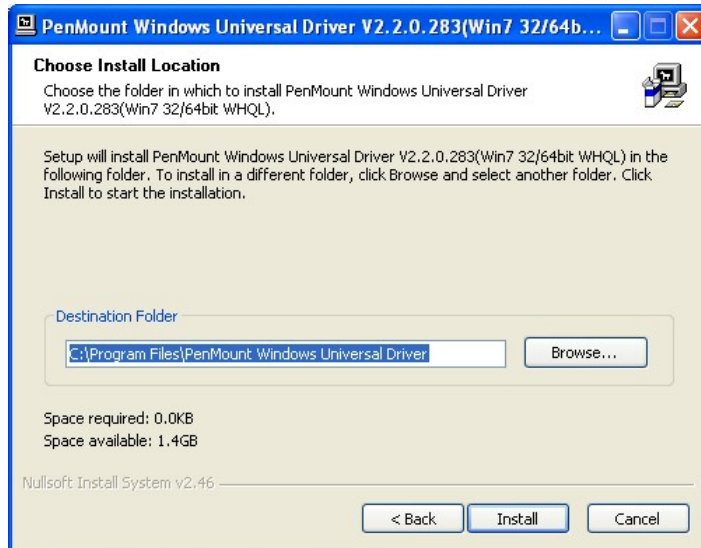 PenMount Windows Universal Driver V2.2.0.283(Win7 32/64b...
Choose Install Location
Choose the folder in which to install PenMount Windows Universal Driver
V2.2.0.283(Win7 32/64bit WHQL).
Setup will install PenMount Windows Universal Driver V2.2.0.283(Win7 32/64bit WHQL) in the
following folder. To install in a different folder, click Browse and select another folder. Click
Install to start the installation.
Destination Folder
C:\Program Files\PenMount Windows Universal Driver
Browse...
Space required: 0.0KB
Space available: 1.4GB
Nullsoft Install System v2.46
< Back
Install
Cancel